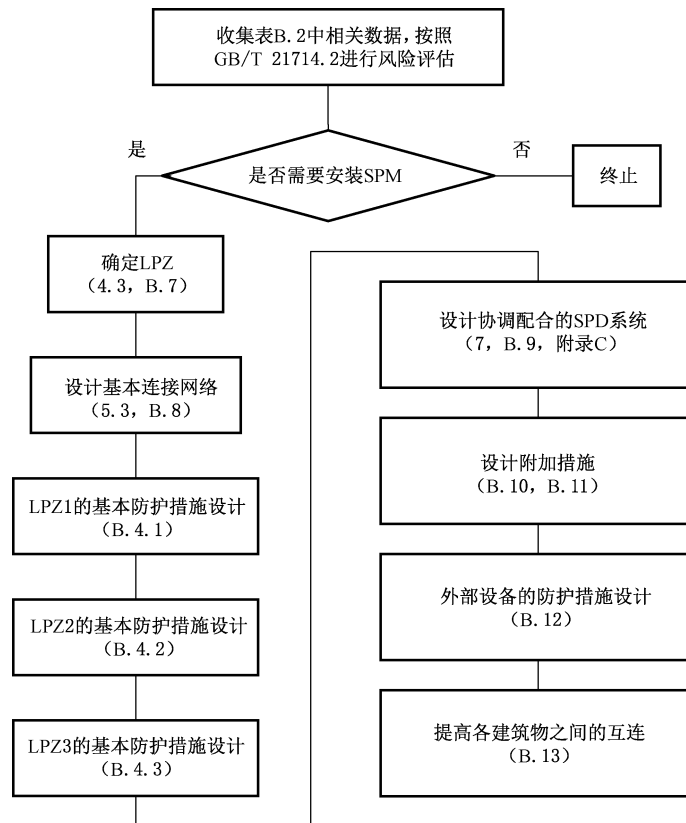 收集表B.2中相关数据,按照
GB/T 21714.2进行风险评估
是
否
是否需要安装SPM
终止
确定LPZ
(4.3, B.7)
设计基本连接网络
(5.3, B.8)
LPZ1的基本防护措施设计
(B.4.1)
LPZ2的基本防护措施设计
(B.4.2)
LPZ3的基本防护措施设计
(B.4.3)
设计协调配合的SPD系统
(7, B.9, 附录C)
设计附加措施
(B.10, B.11)
外部设备的防护措施设计
(B.12)
提高各建筑物之间的互连
(B.13)